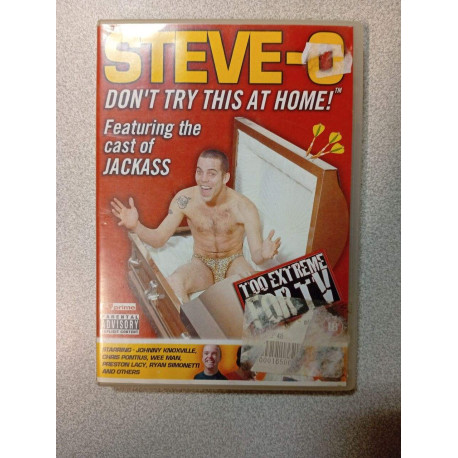 STEVE-O
DON'T TRY THIS AT HOME!™
Featuring the
cast of
JACKASS
TOO EXTREME
FOR TV!
PARENTAL
ADVISORY
EXPLICIT CONTENT
STARRING - JOHNNY KNOXVILLE,
CHRIS PONTIUS, WEE MAN,
PRESTON LACY, RYAN SIMONETTI
AND OTHERS